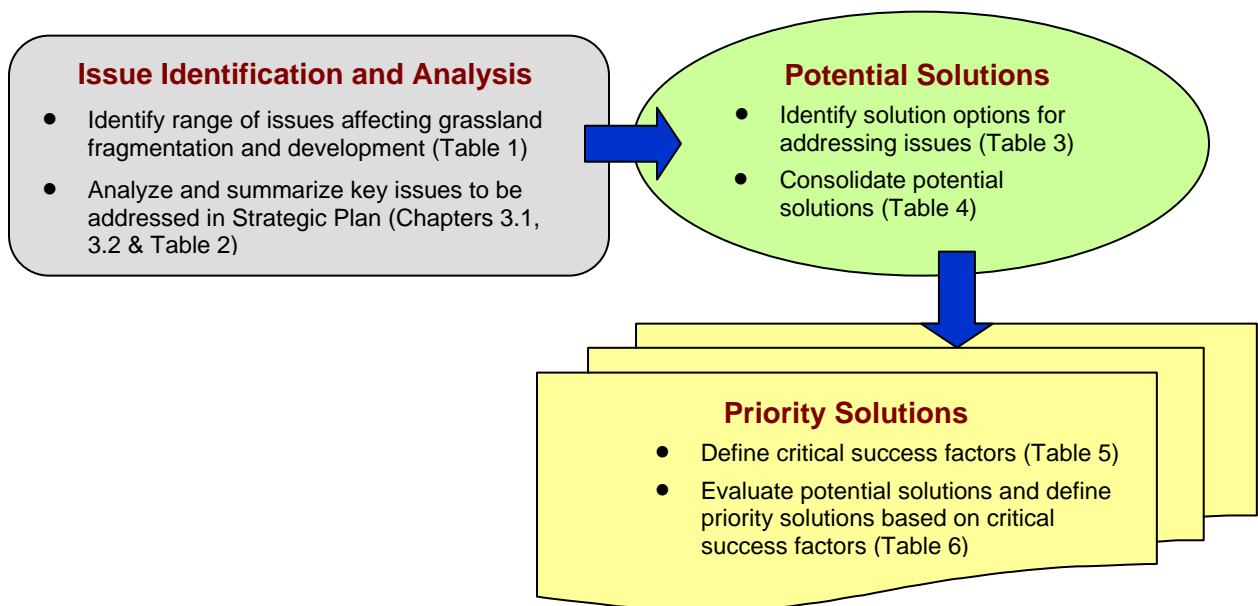 Issue Identification and Analysis
• Identify range of issues affecting grassland
fragmentation and development (Table 1)
• Analyze and summarize key issues to be
addressed in Strategic Plan (Chapters 3.1,
3.2 & Table 2)
Potential Solutions
• Identify solution options for
addressing issues (Table 3)
• Consolidate potential
solutions (Table 4)
Priority Solutions
• Define critical success factors (Table 5)
• Evaluate potential solutions and define
priority solutions based on critical
success factors (Table 6)